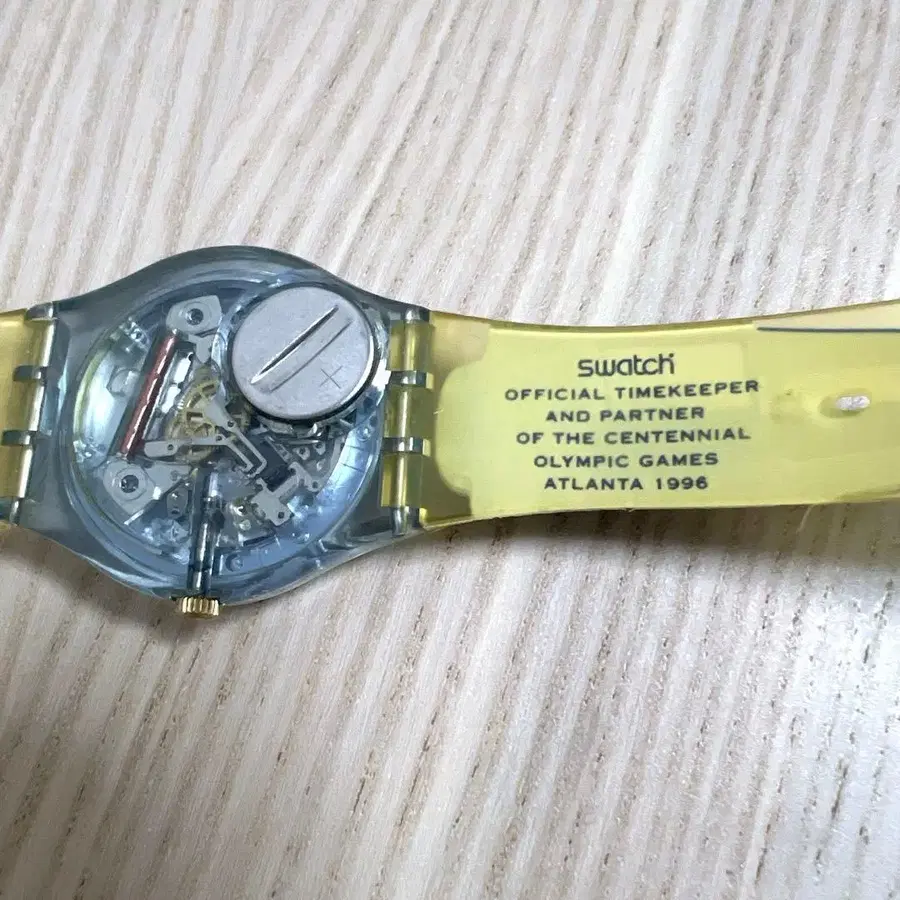 swatch
OFFICIAL TIMEKEEPER
AND PARTNER
OF THE CENTENNIAL
OLYMPIC GAMES
ATLANTA 1996
+